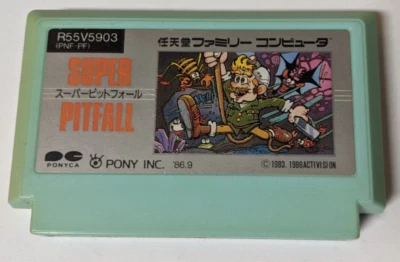 R55V5903
(PNF-PF)
任天堂ファミリーコンピュータ
SUPER
スーパーピットフォール
PITFALL
PONYCA
PONY INC. '86.9
©1983, 1986 ACTIVISION